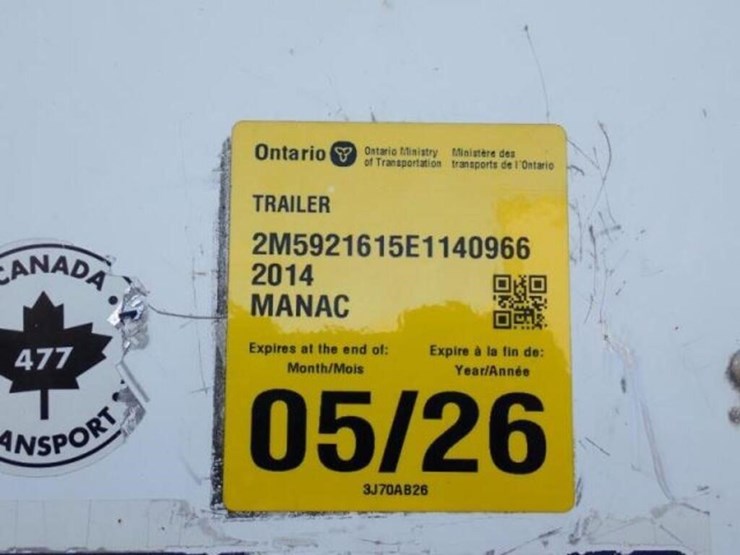 Ontario
Ontario Ministry
of Transportation
Ministère des
transports de l'Ontario
TRAILER
2M5921615E1140966
2014
MANAC
Expires at the end of:
Month/Mois
Expire à la fin de:
Year/Année
05/26
3J70AB26
CANADA
477
ANSPORT